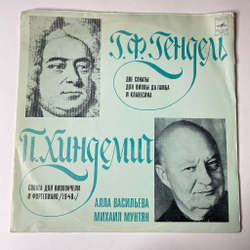 Г.Ф.Гендель
ДВЕ СОНАТЫ
ДЛЯ ВИОЛЫ ДА ГАМБА
И КЛАВЕСИНА
П.Хиндемит
СОНАТА ДЛЯ ВИОЛОНЧЕЛИ
И ФОРТЕПИАНО /1948/
АЛЛА ВАСИЛЬЕВА
МИХАИЛ МУНТЯН